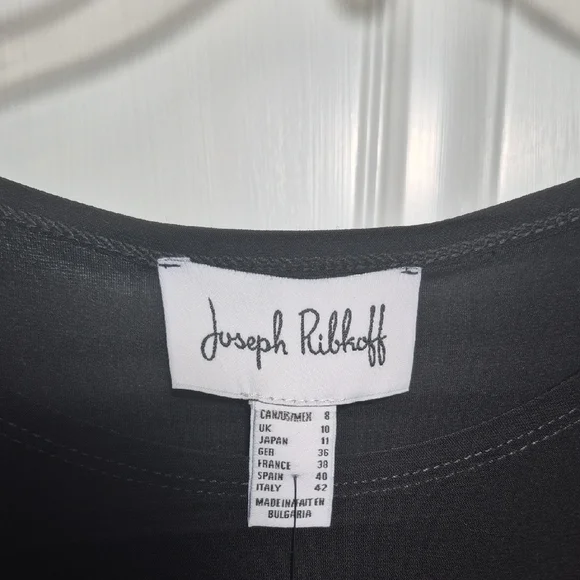 Joseph Ribkoff
CAN/US/MEX 8
UK 10
JAPAN 11
GER 36
FRANCE 38
SPAIN 40
ITALY 42
MADE IN/FAIT EN
BULGARIA